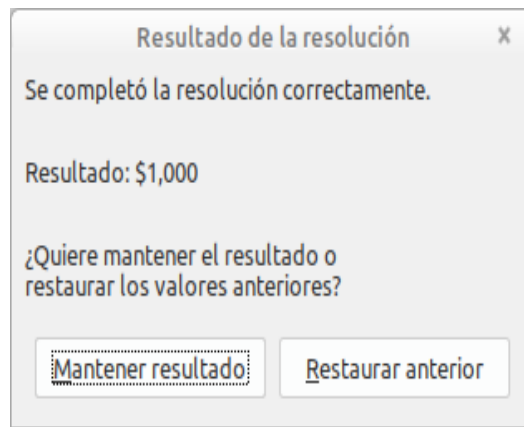 Resultado de la resolución
Se completó la resolución correctamente.
Resultado: $1,000
¿Quiere mantener el resultado o
restaurar los valores anteriores?
Mantener resultado
Restaurar anterior